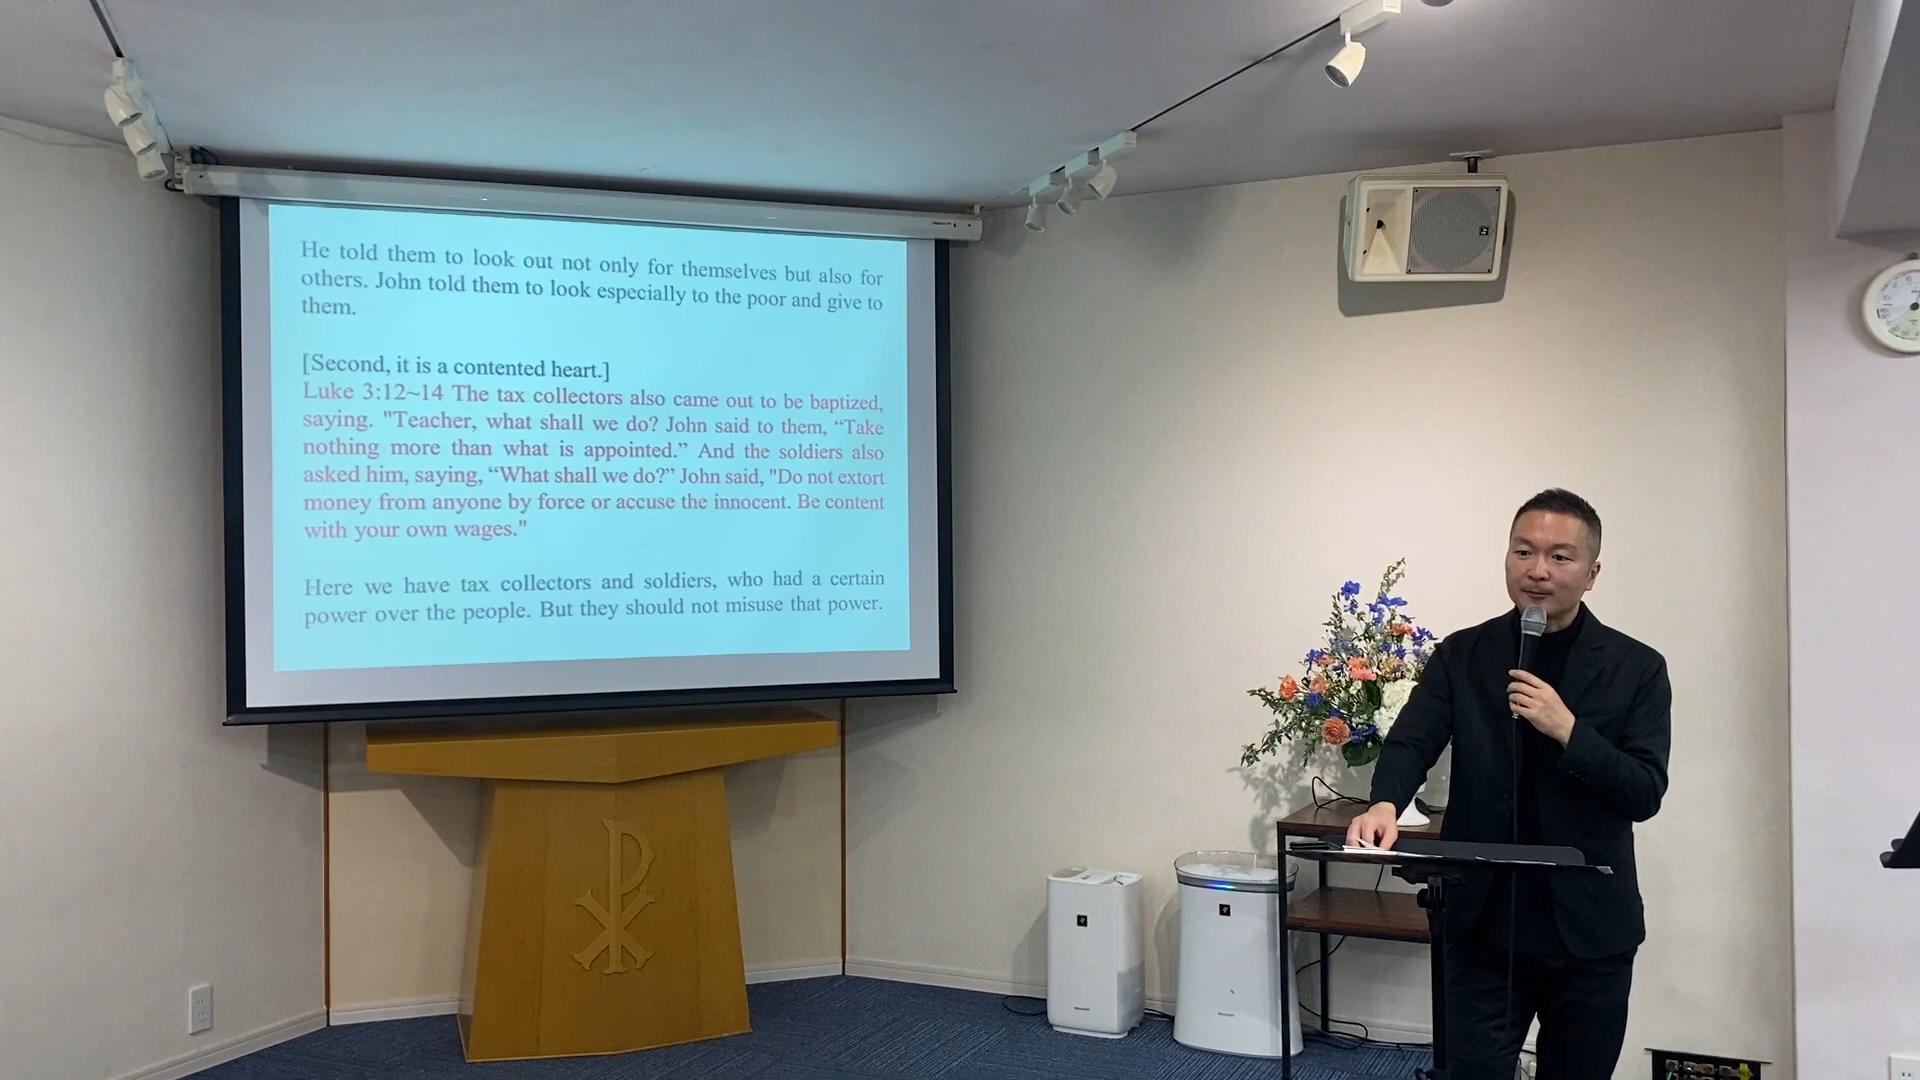 He told them to look out not only for themselves but also for
others. John told them to look especially to the poor and give to
them.
[Second, it is a contented heart.]
Luke 3:12~14 The tax collectors also came out to be baptized,
saying. "Teacher, what shall we do? John said to them, “Take
nothing more than what is appointed.” And the soldiers also
asked him, saying, “What shall we do?” John said, "Do not extort
money from anyone by force or accuse the innocent. Be content
with your own wages."
Here we have tax collectors and soldiers, who had a certain
power over the people. But they should not misuse that power.